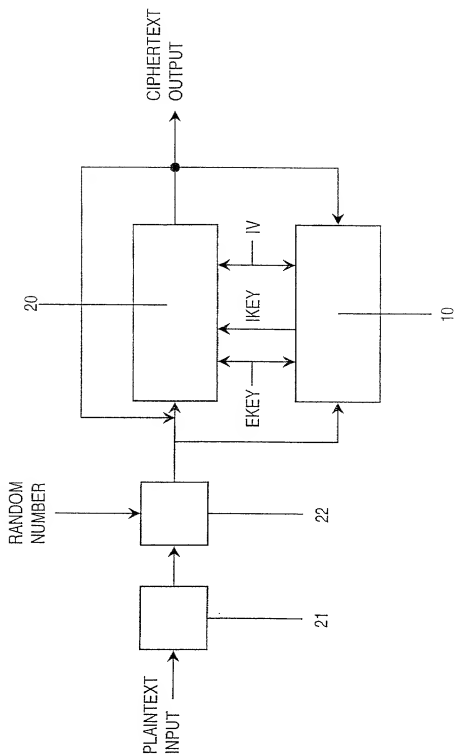 CIPHERTEXT
OUTPUT
20
IV
IKEY
EKEY
10
RANDOM
NUMBER
22
21
PLAINTEXT
INPUT